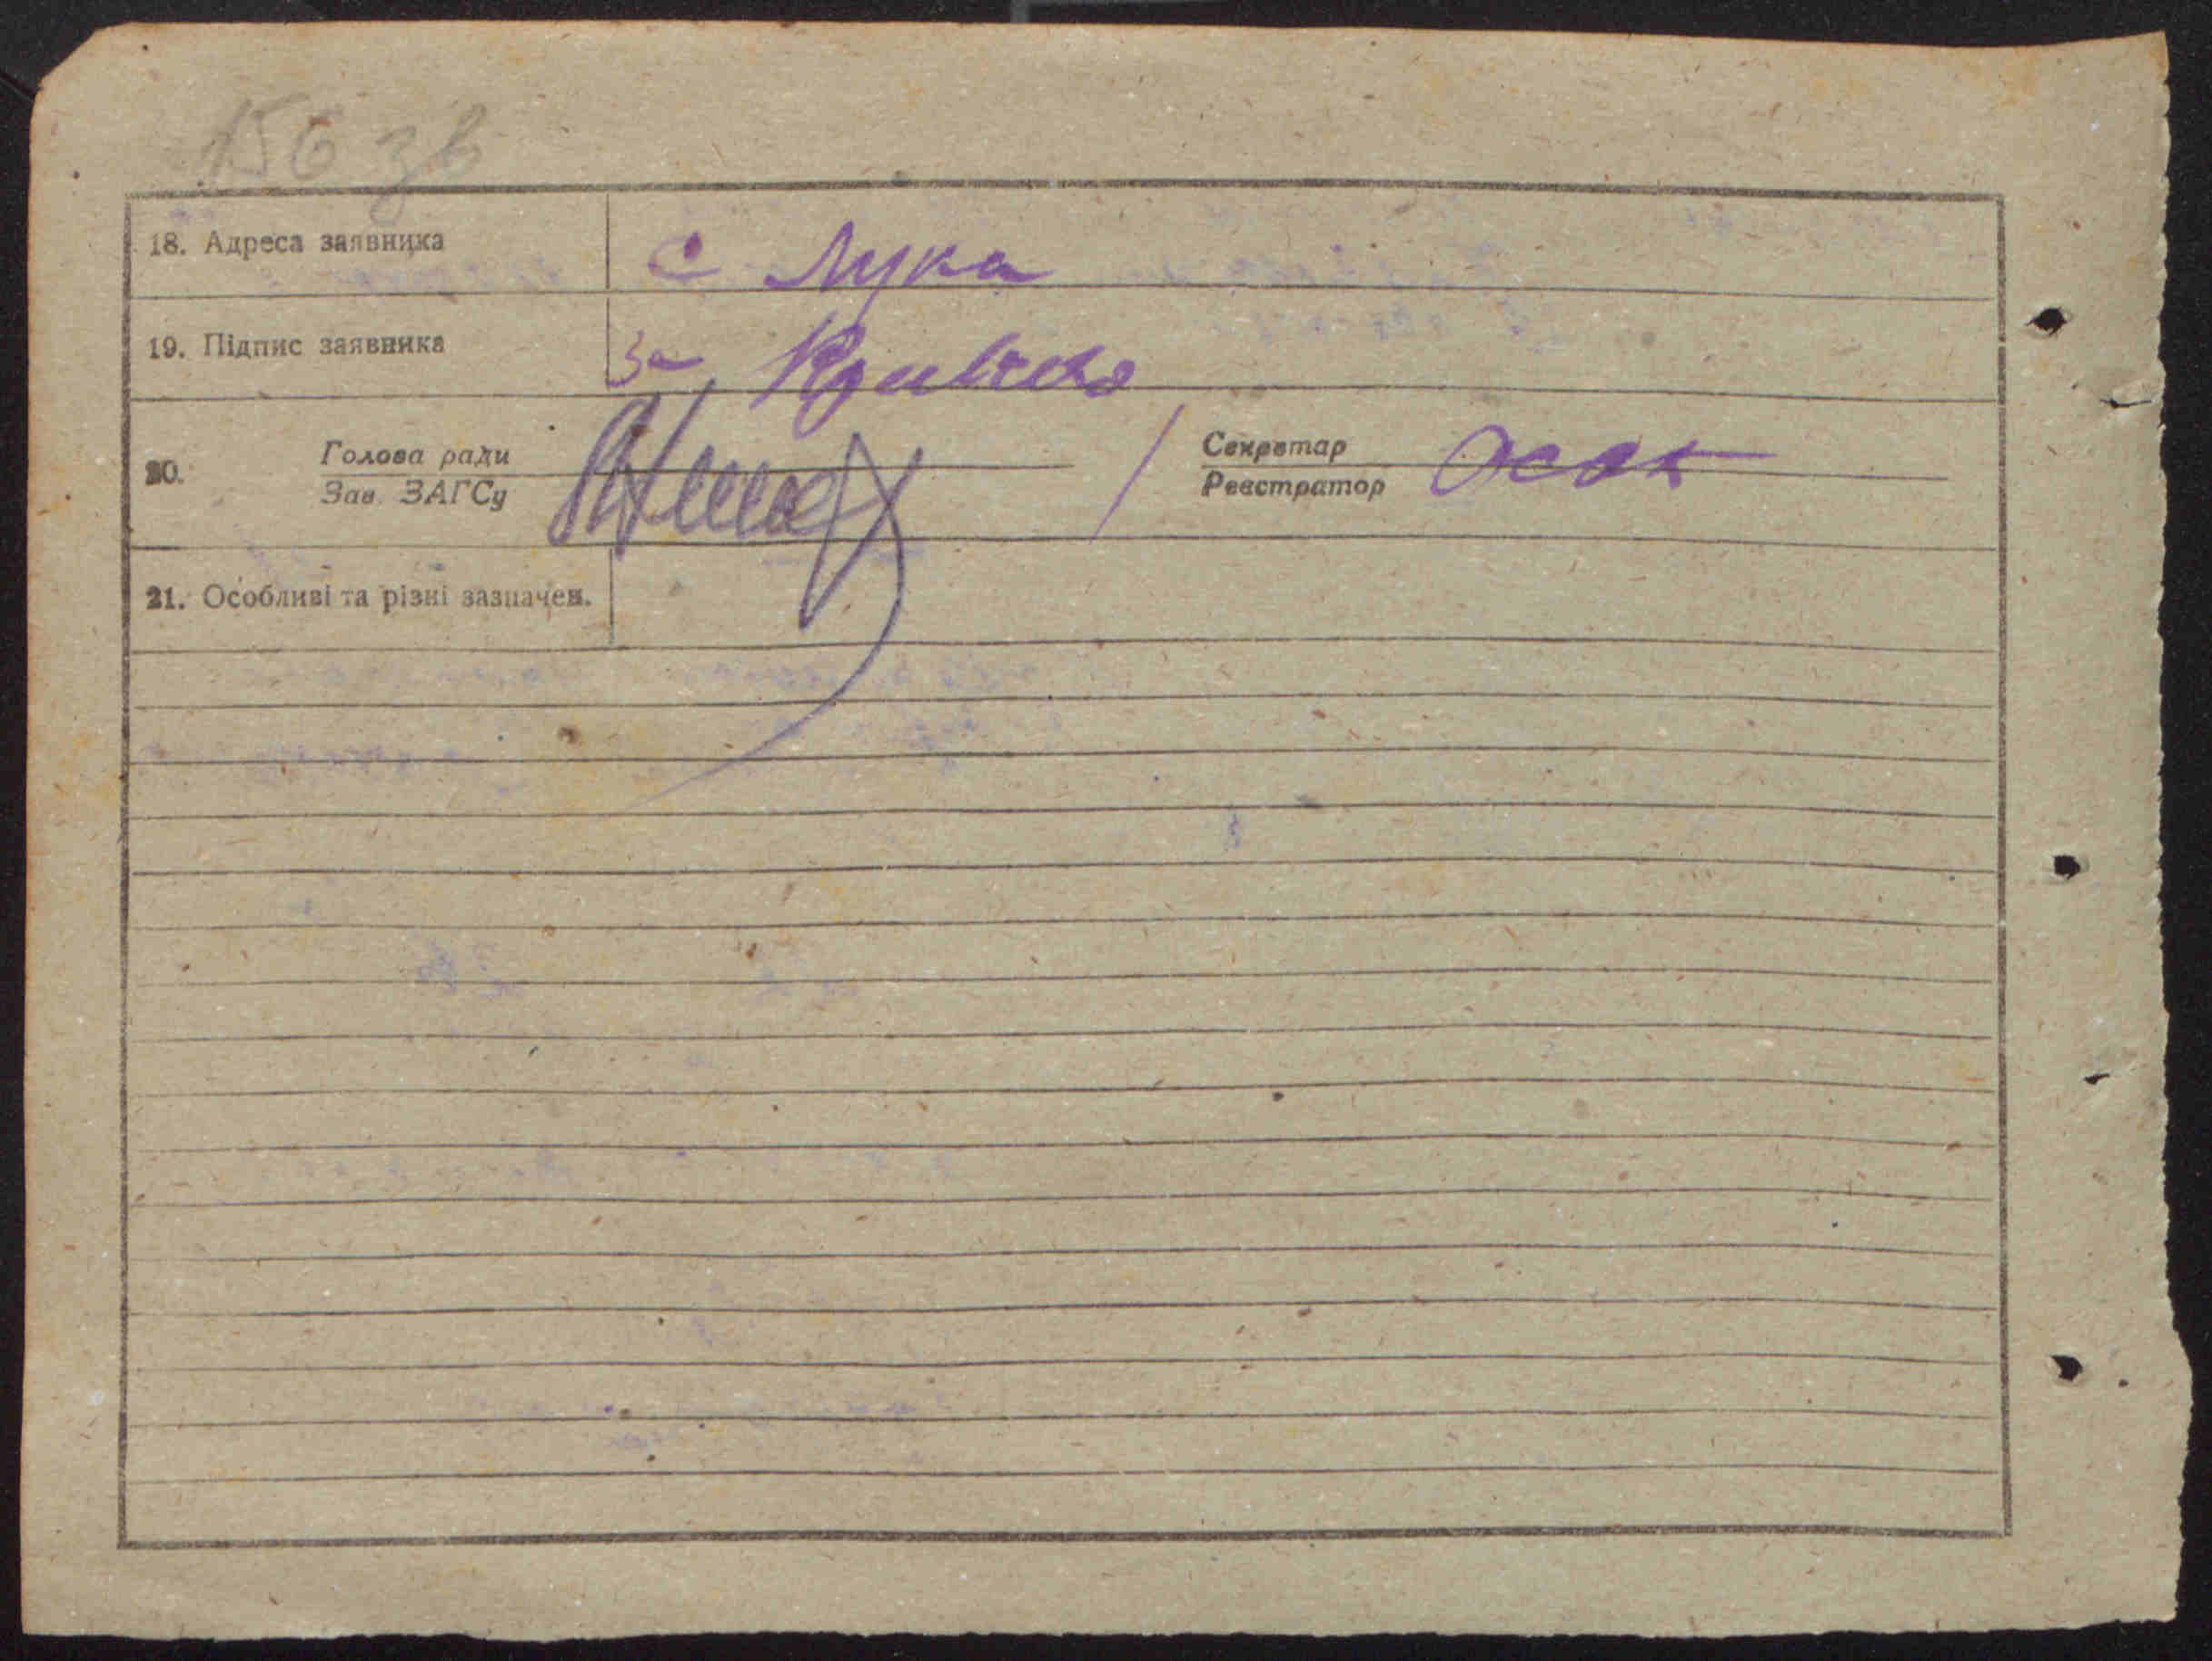 156 зв
18. Адреса заявника с Лука
19. Підпис заявника За
20. Голова ради Секретар Осок
Зав. ЗАГСу Реєстратор
21. Особливі та різні зазначен.